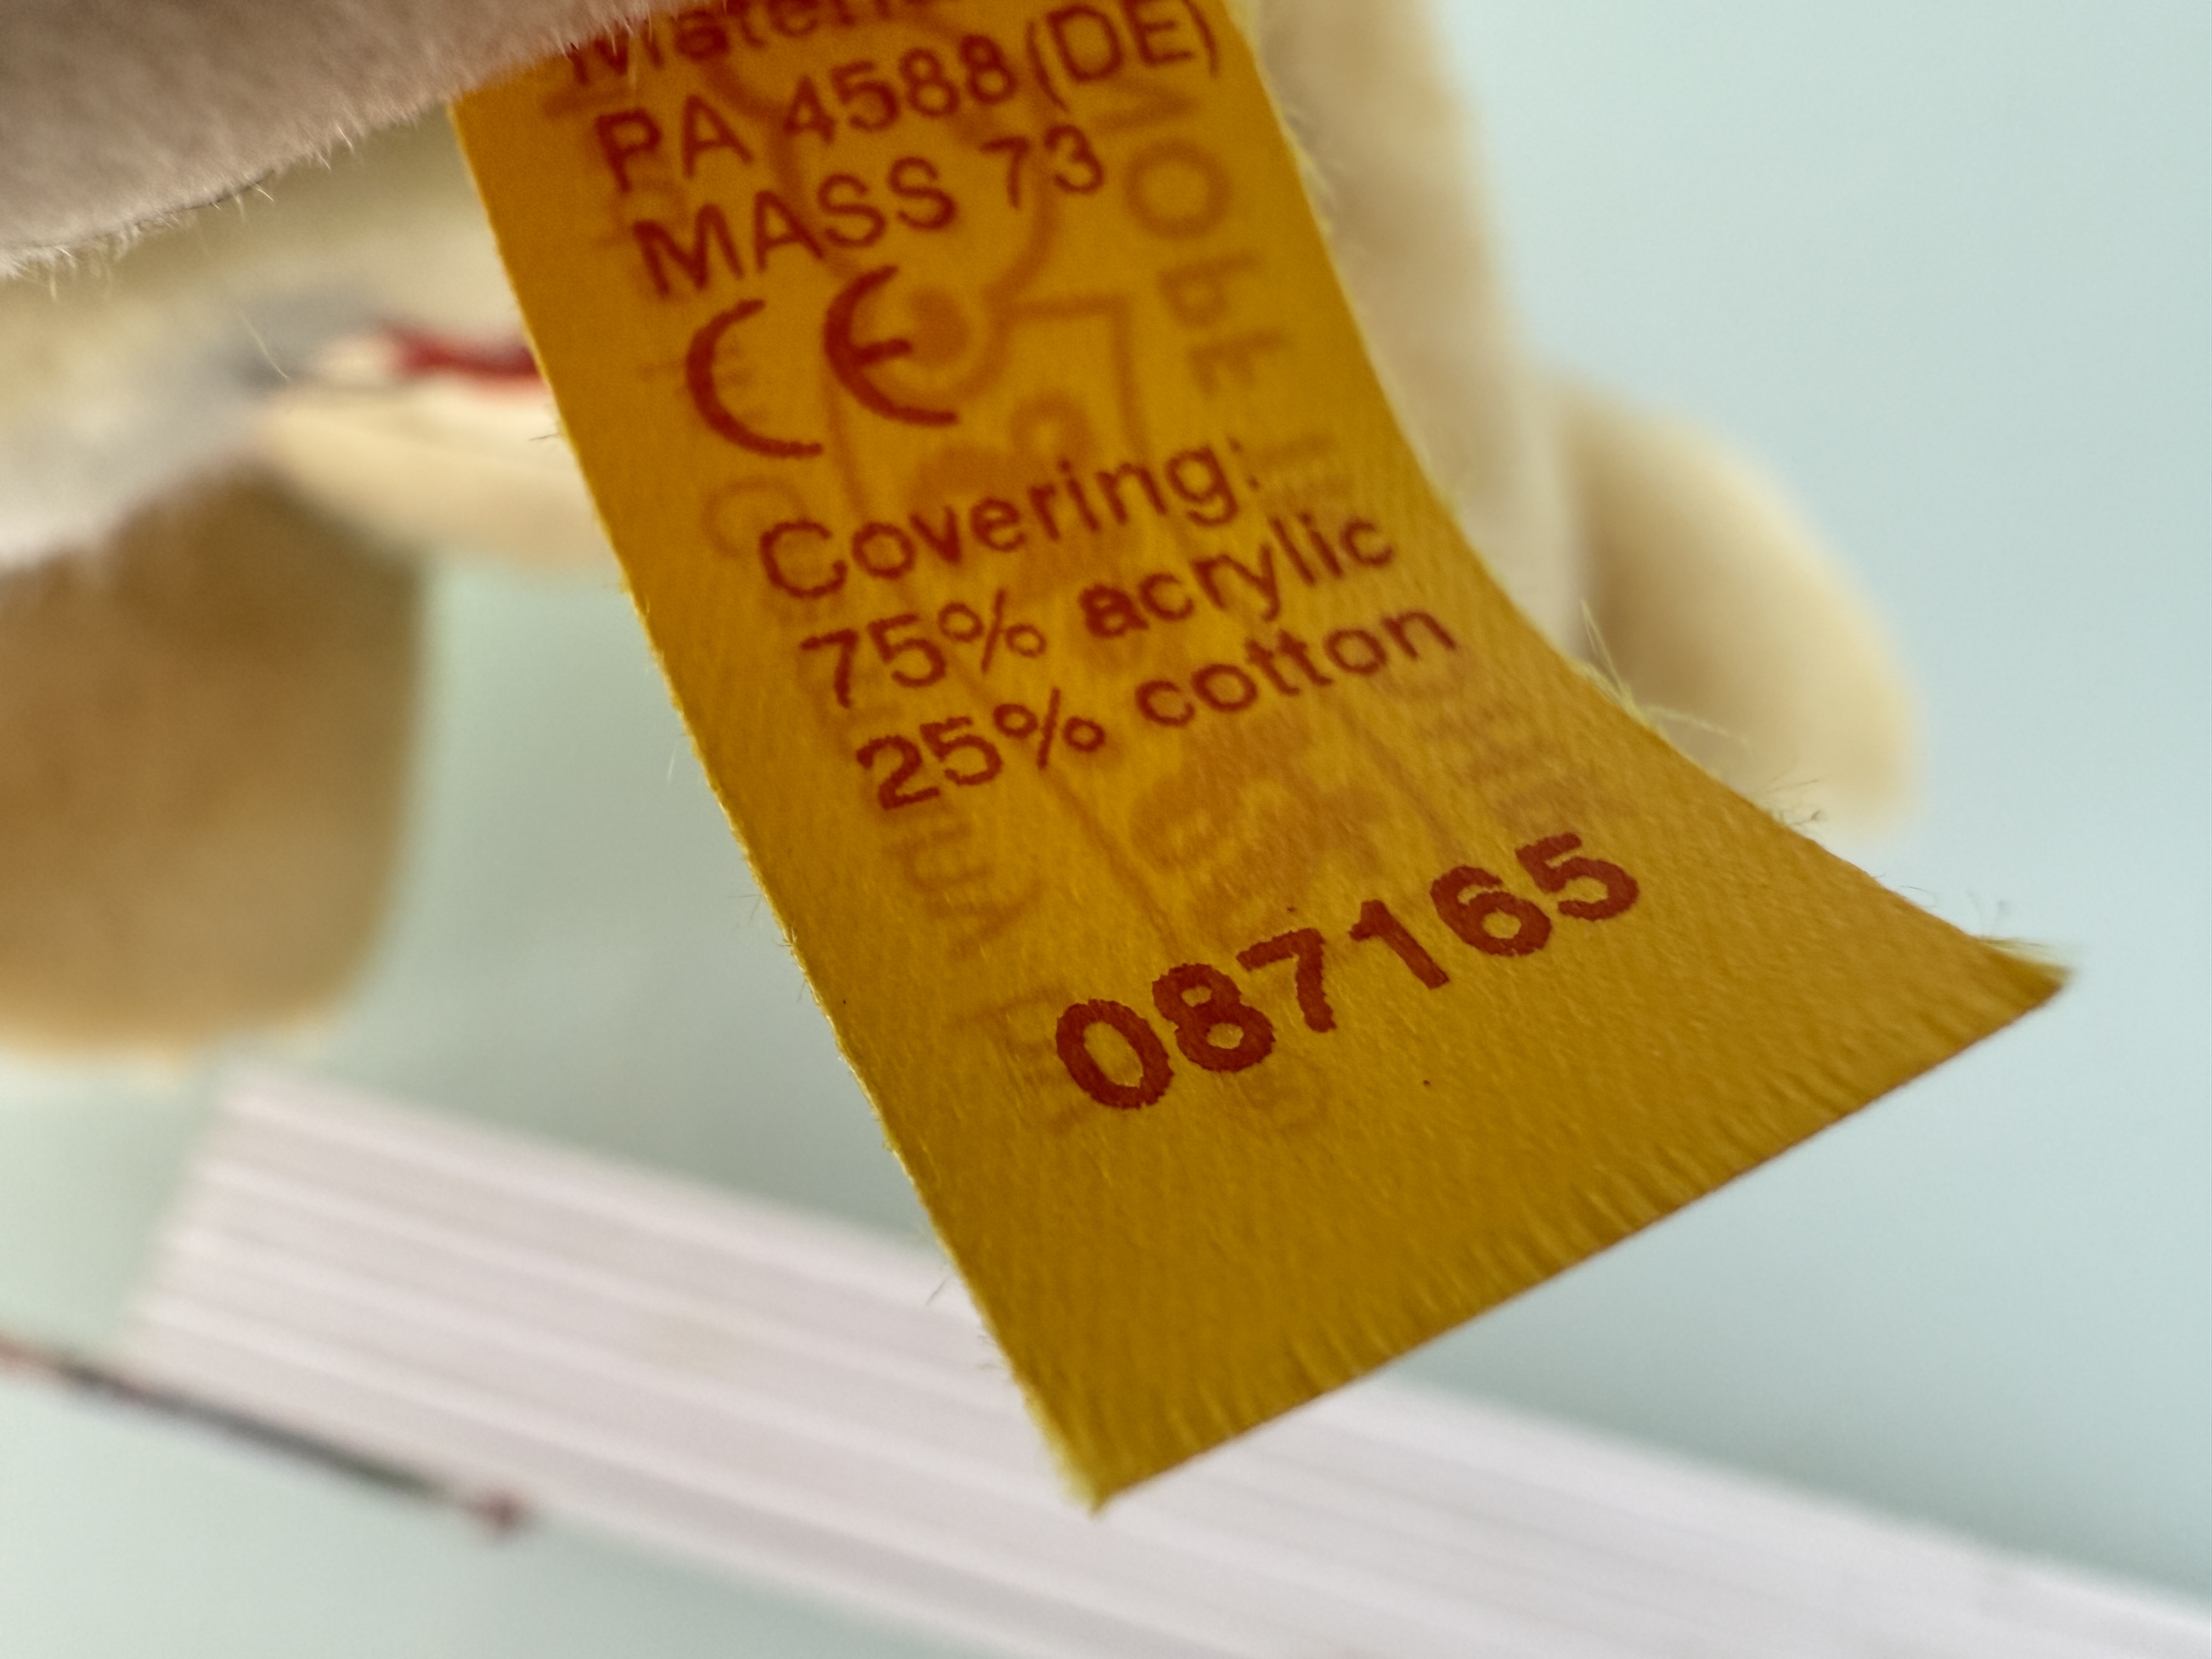 PA 4588(DE)
MASS 73
CE
Covering:
75% acrylic
25% cotton
087165